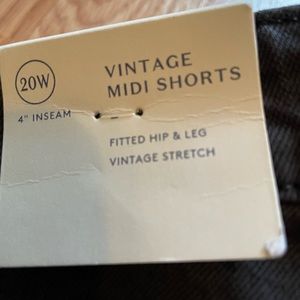 20W
4" INSEAM
VINTAGE
MIDI SHORTS
FITTED HIP & LEG
VINTAGE STRETCH